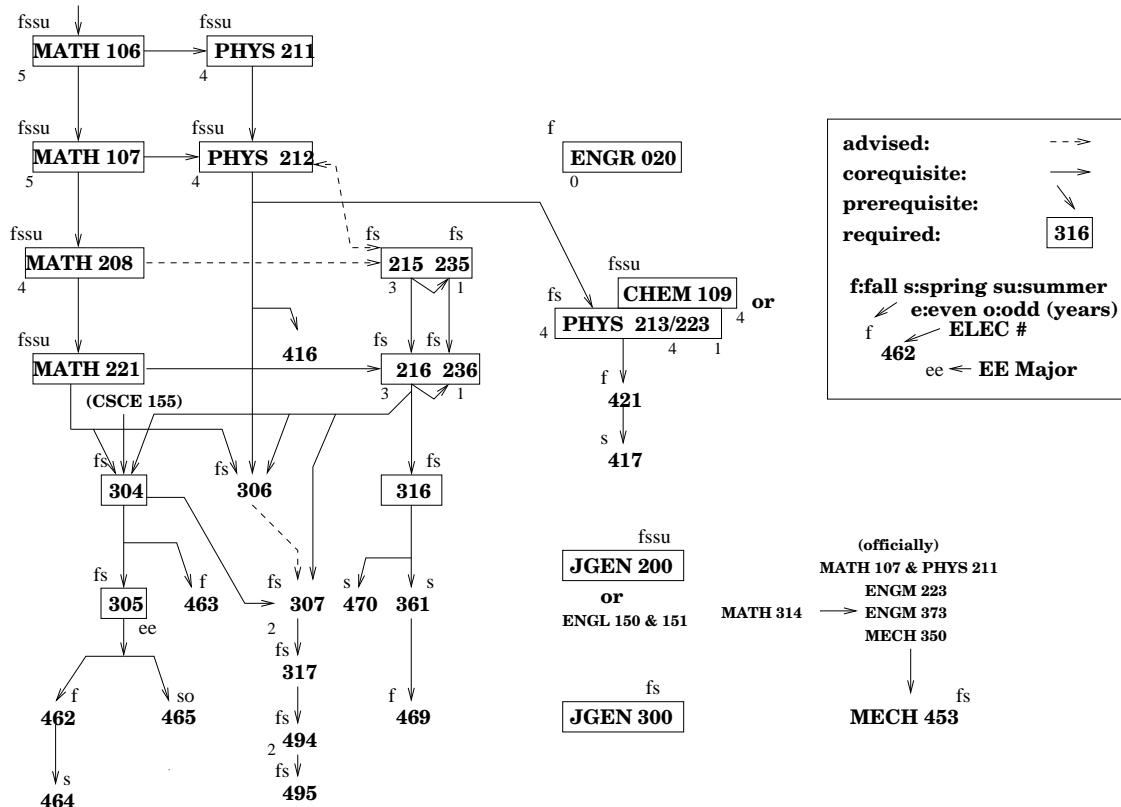 fssu fssu
MATH 106 PHYS 211
5 4
fssu fssu f
MATH 107 PHYS 212 ENGR 020
5 4 0
advised:
corequisite:
prerequisite:
required: 316
f:fall s:spring su:summer
e:even o:odd (years)
f ELEC #
462
ee EE Major
fssu fs fs
MATH 208 215 235
4 3 1
fssu
CHEM 109 or
fs 4
PHYS 213/223
4 4 1
416
fssu fs fs
MATH 221 216 236
3 1
(CSCE 155)
f
421
s
417
fs fs fs
304 306 316
fssu
JGEN 200
or
ENGL 150 & 151
(officially)
MATH 107 & PHYS 211
ENGM 223
MATH 314 ENGM 373
MECH 350
fs f fs s s
305 463 307 470 361
ee 2
fs
317
f so fs f
462 465 494 469
2
fs fs
JGEN 300 MECH 453
s fs
464 495